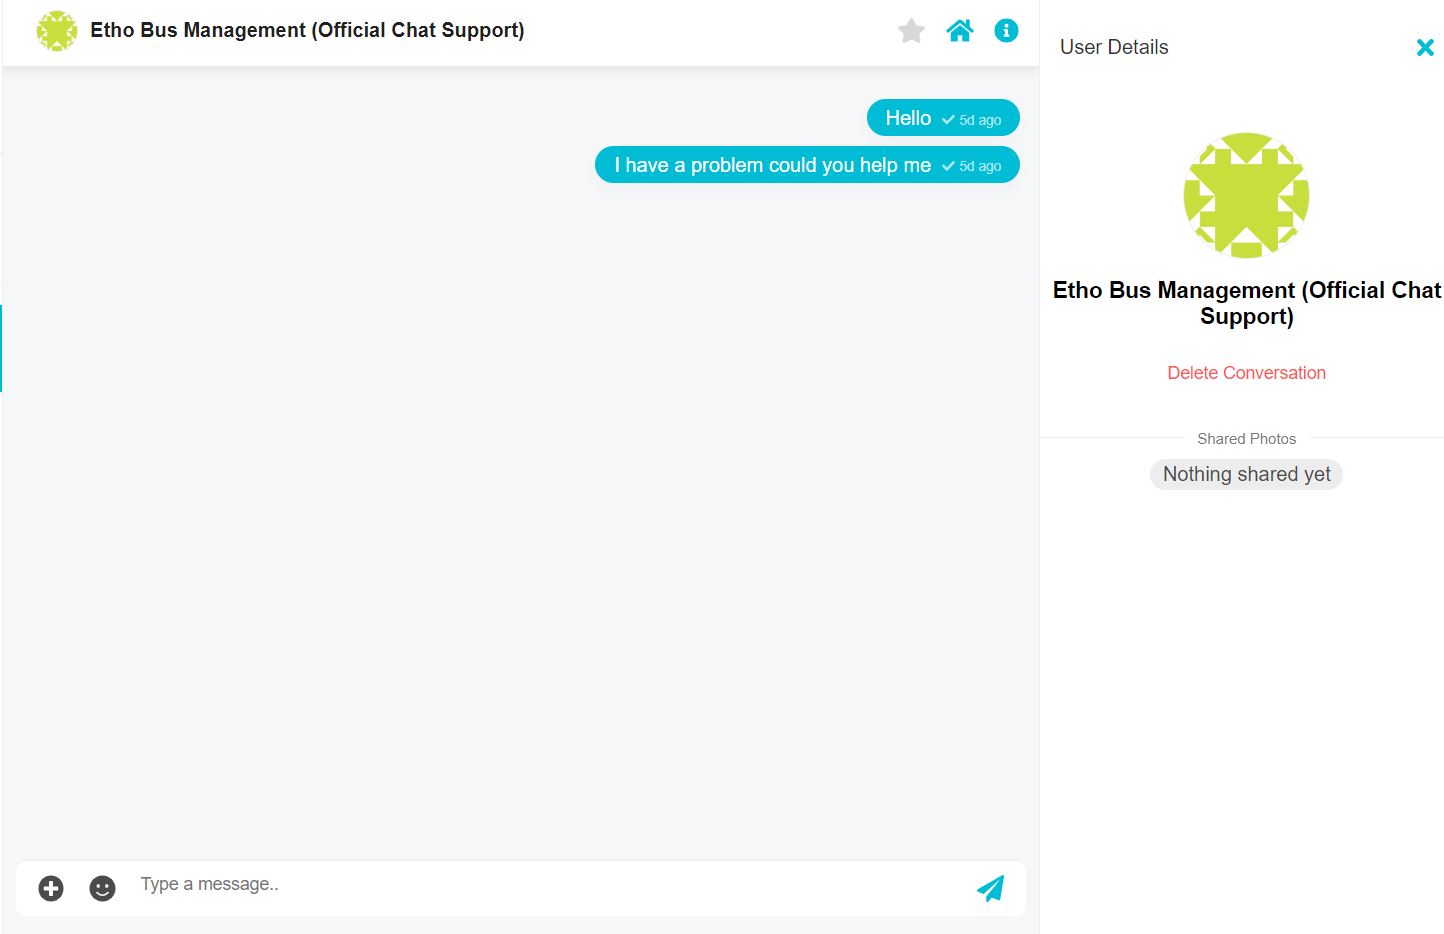 Etho Bus Management (Official Chat Support)
Hello 5d ago
I have a problem could you help me 5d ago
Type a message..
User Details
Etho Bus Management (Official Chat
Support)
Delete Conversation
Shared Photos
Nothing shared yet